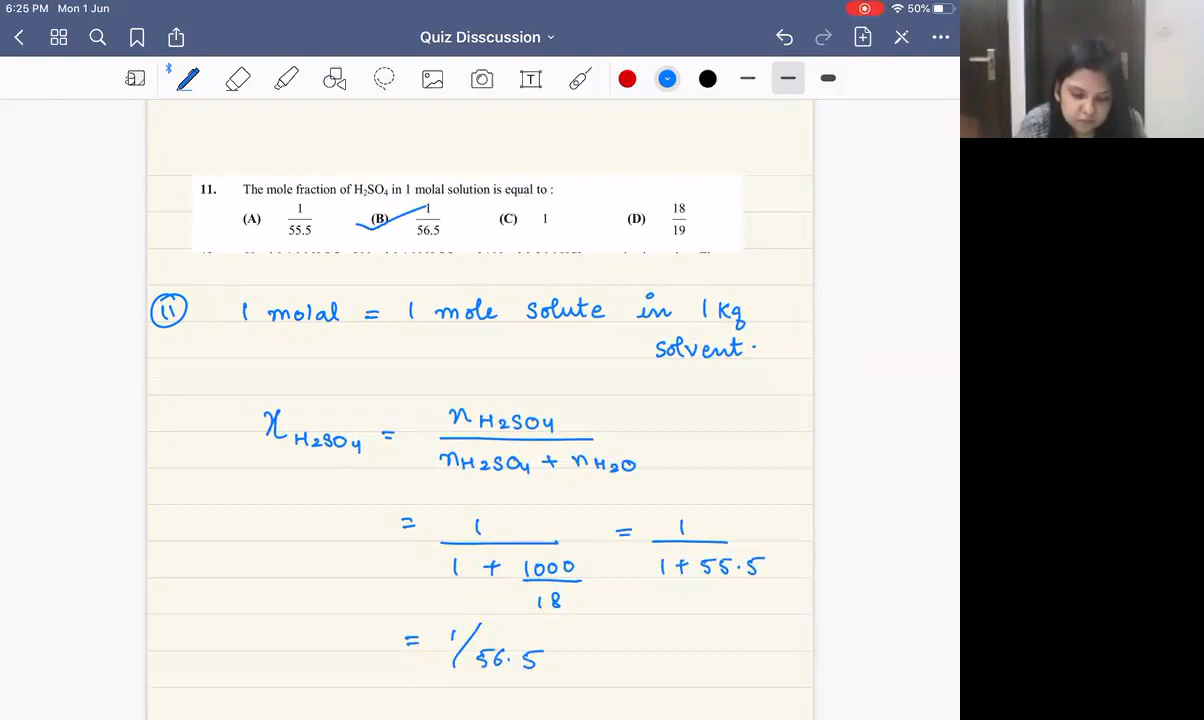 6:25 PM Mon 1 Jun
50%
Quiz Disscussion
11. The mole fraction of H₂SO₄ in 1 molal solution is equal to :
(A) 1/55.5 (B) 1/56.5 (C) 1 (D) 18/19
11 1 molal = 1 mole solute in 1 Kg
solvent.
x H₂SO₄ = n H₂SO₄ / n H₂SO₄ + n H₂O
= 1 / 1 + 1000/18 = 1 / 1 + 55.5
= 1/56.5